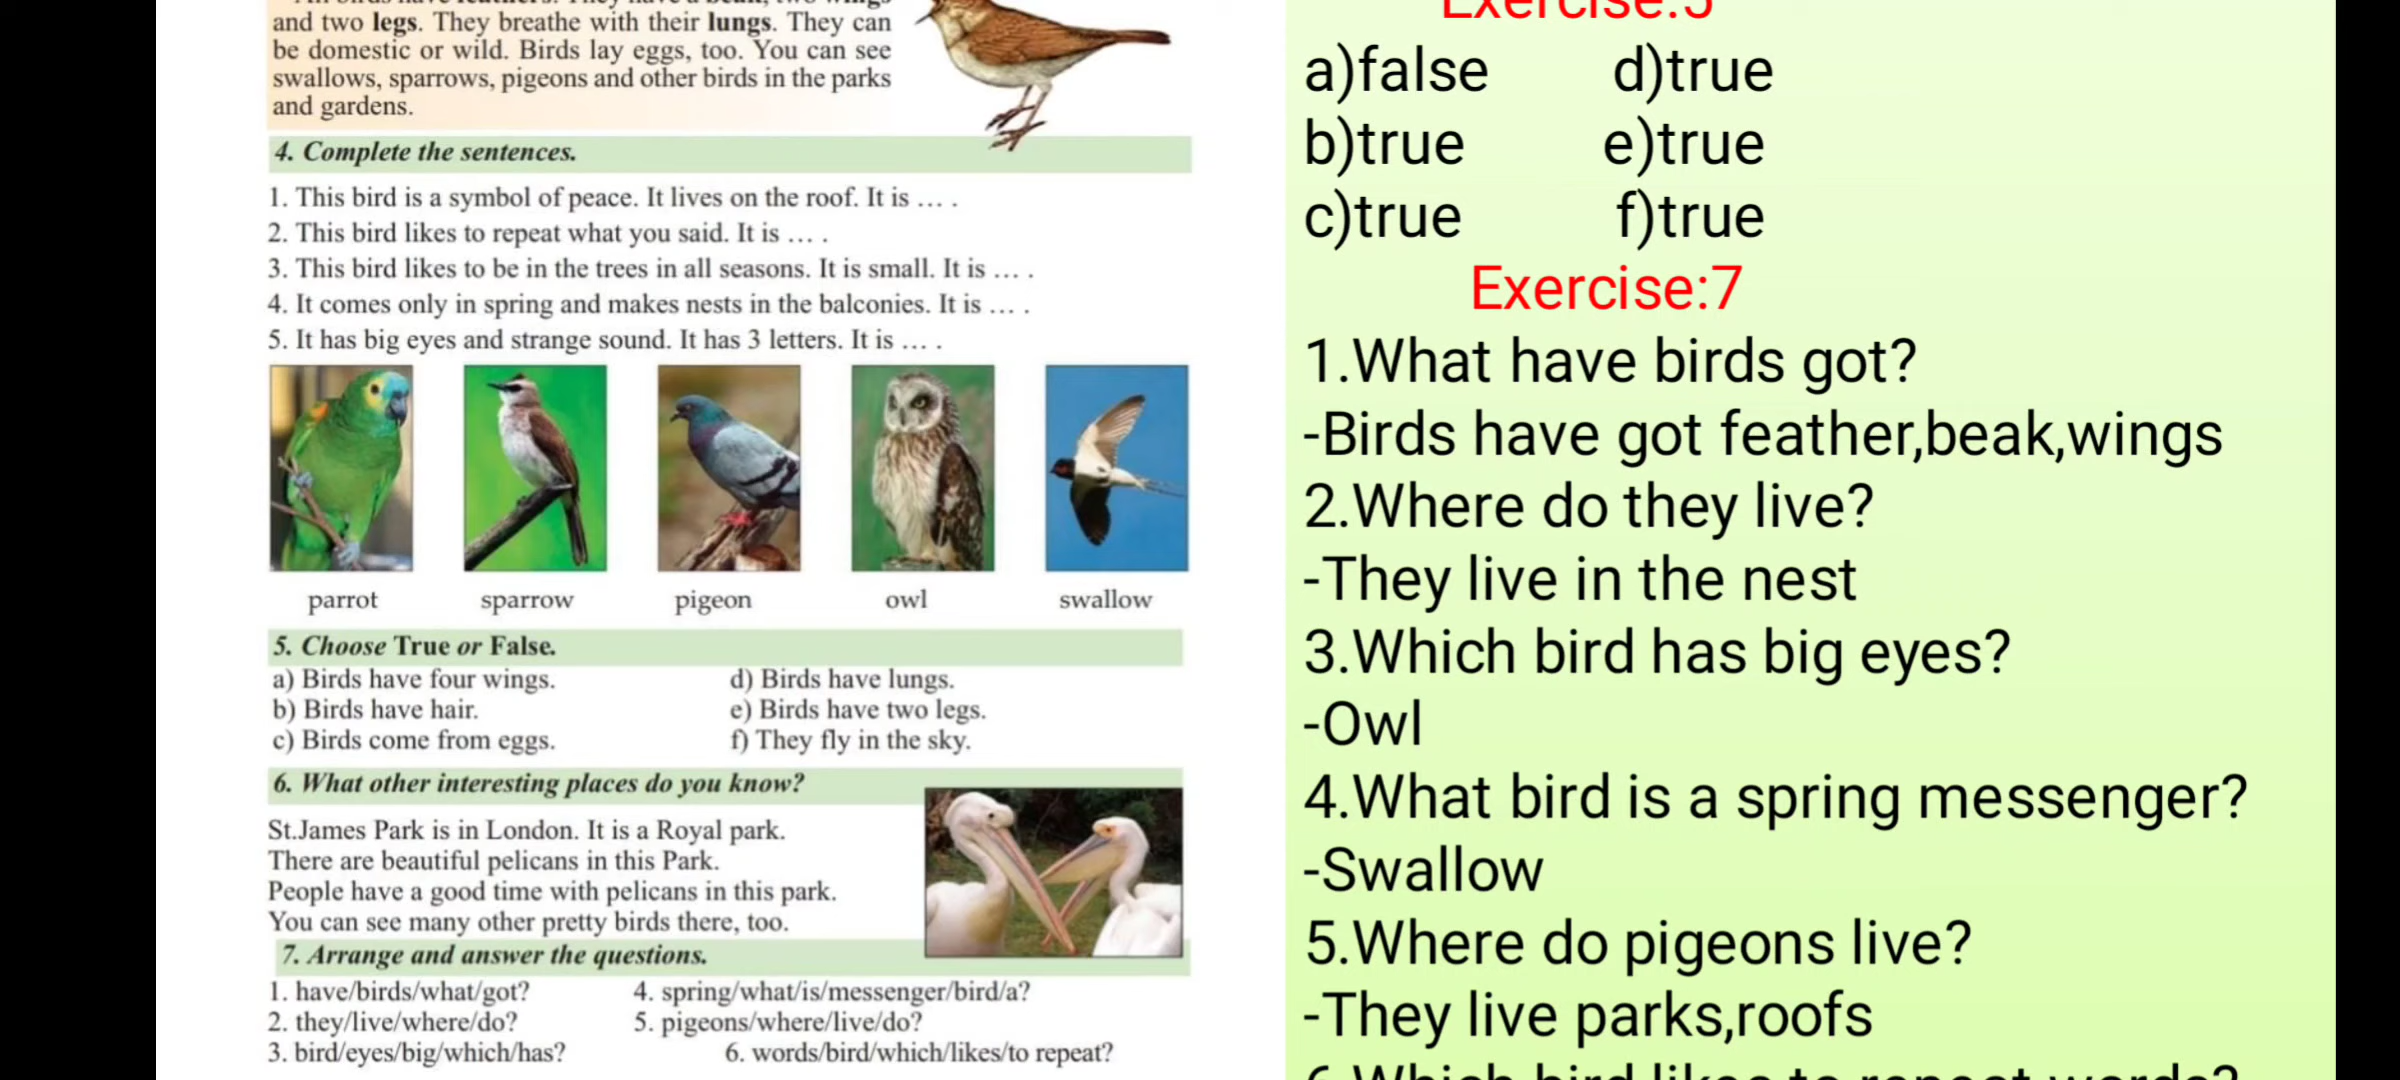 and two legs. They breathe with their lungs. They can
be domestic or wild. Birds lay eggs, too. You can see
swallows, sparrows, pigeons and other birds in the parks
and gardens.
4. Complete the sentences.
1. This bird is a symbol of peace. It lives on the roof. It is ... .
2. This bird likes to repeat what you said. It is ... .
3. This bird likes to be in the trees in all seasons. It is small. It is ... .
4. It comes only in spring and makes nests in the balconies. It is ... .
5. It has big eyes and strange sound. It has 3 letters. It is ... .
parrot sparrow pigeon owl swallow
5. Choose True or False.
a) Birds have four wings. d) Birds have lungs.
b) Birds have hair. e) Birds have two legs.
c) Birds come from eggs. f) They fly in the sky.
6. What other interesting places do you know?
St.James Park is in London. It is a Royal park.
There are beautiful pelicans in this Park.
People have a good time with pelicans in this park.
You can see many other pretty birds there, too.
7. Arrange and answer the questions.
1. have/birds/what/got? 4. spring/what/is/messenger/bird/a?
2. they/live/where/do? 5. pigeons/where/live/do?
3. bird/eyes/big/which/has? 6. words/bird/which/likes/to repeat?
Exercise:5
a)false d)true
b)true e)true
c)true f)true
Exercise:7
1.What have birds got?
-Birds have got feather,beak,wings
2.Where do they live?
-They live in the nest
3.Which bird has big eyes?
-Owl
4.What bird is a spring messenger?
-Swallow
5.Where do pigeons live?
-They live parks,roofs
6.Which bird likes to repeat words?